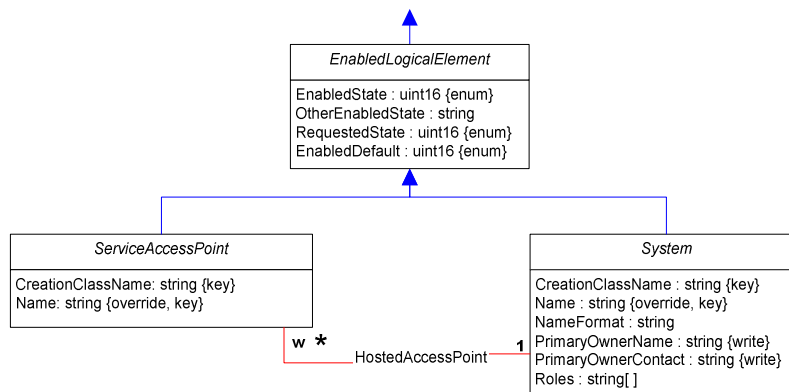 EnabledLogicalElement
EnabledState : uint16 {enum}
OtherEnabledState : string
RequestedState : uint16 {enum}
EnabledDefault : uint16 {enum}
ServiceAccessPoint
CreationClassName: string {key}
Name: string {override, key}
System
CreationClassName : string {key}
Name : string {override, key}
NameFormat : string
PrimaryOwnerName : string {write}
PrimaryOwnerContact : string {write}
Roles : string[ ]
w *
HostedAccessPoint
1